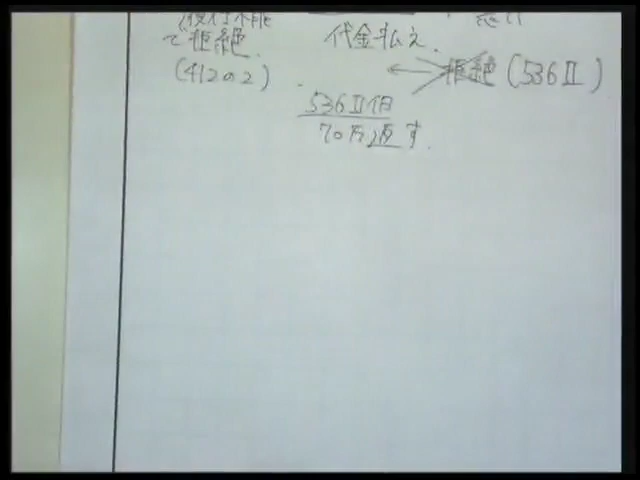 履行不能
で拒絶.
(412の2)
代金払え.
拒絶 (536Ⅱ)
536Ⅱ但
70万返す.